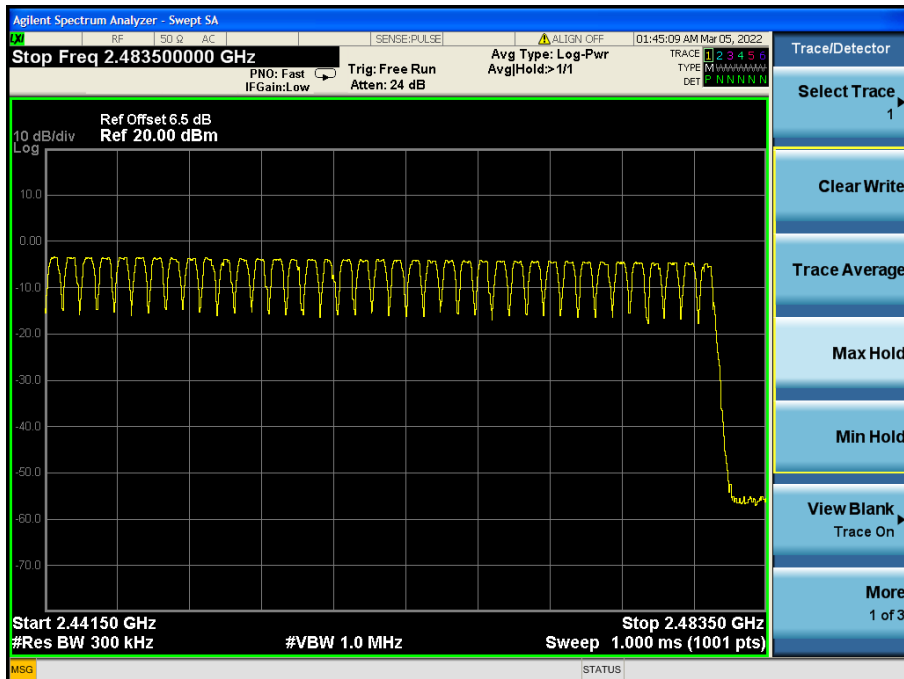 Agilent Spectrum Analyzer - Swept SA
LXI RF 50 Ω AC SENSE:PULSE ALIGN OFF 01:45:09 AM Mar 05, 2022
Stop Freq 2.483500000 GHz
PNO: Fast
IFGain:Low
Trig: Free Run
Atten: 24 dB
Avg Type: Log-Pwr
Avg|Hold:>1/1
TRACE 1 2 3 4 5 6
TYPE M WWWWW
DET P N N N N N
Ref Offset 6.5 dB
10 dB/div Ref 20.00 dBm
Log
10.0
0.00
-10.0
-20.0
-30.0
-40.0
-50.0
-60.0
-70.0
Start 2.44150 GHz Stop 2.48350 GHz
#Res BW 300 kHz #VBW 1.0 MHz Sweep 1.000 ms (1001 pts)
MSG STATUS
Trace/Detector
Select Trace
1
Clear Write
Trace Average
Max Hold
Min Hold
View Blank
Trace On
More
1 of 3